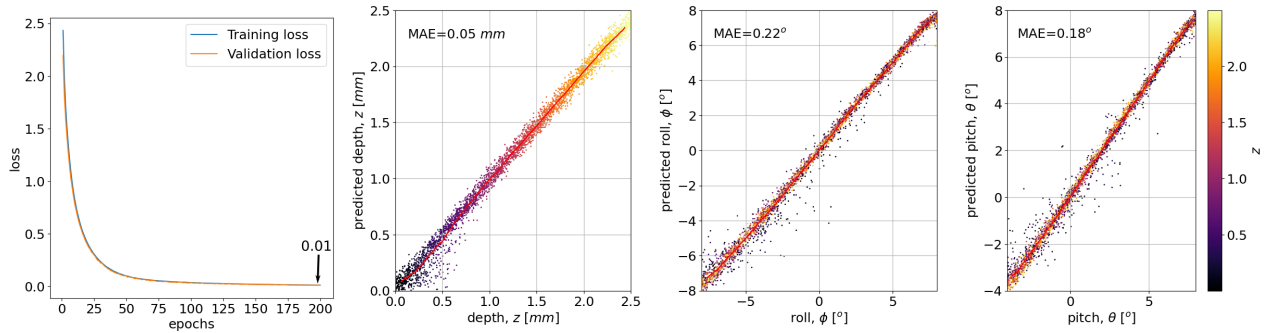 loss
2.5
2.0
1.5
1.0
0.5
0.0
Training loss
Validation loss
0.01
0 25 50 75 100 125 150 175 200
epochs
predicted depth, z [mm]
2.5
2.0
1.5
1.0
0.5
0.0
MAE=0.05 mm
0.0 0.5 1.0 1.5 2.0 2.5
depth, z [mm]
predicted roll, ϕ [°]
8
6
4
2
0
−2
−4
−6
−8
MAE=0.22°
−5 0 5
roll, ϕ [°]
predicted pitch, θ [°]
8
6
4
2
0
−2
−4
MAE=0.18°
0 5
pitch, θ [°]
2.0
1.5
1.0
0.5
z